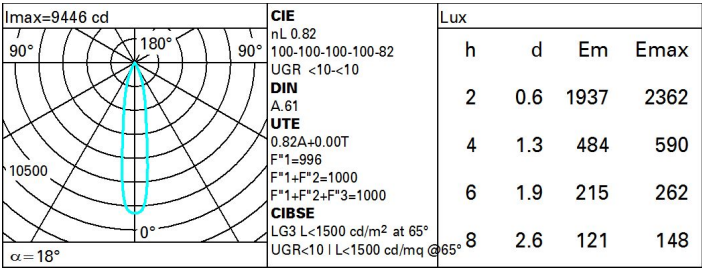 Imax=9446 cd
90° 180° 90°
10500
0°
α=18°
CIE
nL 0.82
100-100-100-100-82
UGR <10-<10
DIN
A.61
UTE
0.82A+0.00T
F"1=996
F"1+F"2=1000
F"1+F"2+F"3=1000
CIBSE
LG3 L<1500 cd/m² at 65°
UGR<10 | L<1500 cd/mq @65°
Lux
h d Em Emax
2 0.6 1937 2362
4 1.3 484 590
6 1.9 215 262
8 2.6 121 148